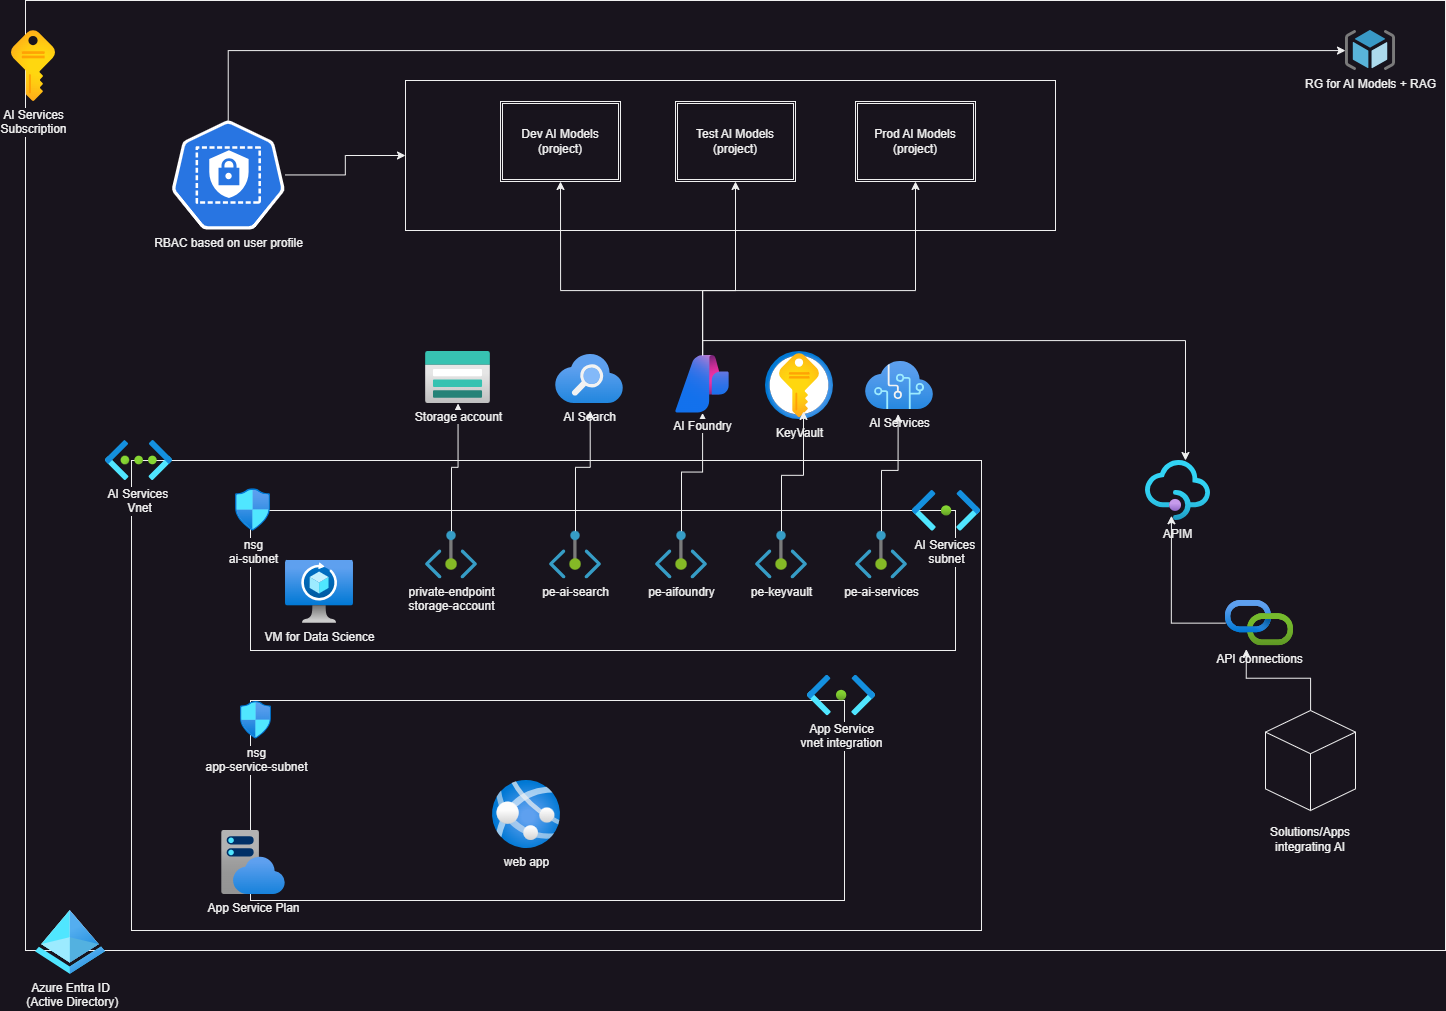 AI Services
Subscription
RG for AI Models + RAG
Dev AI Models
(project)
Test AI Models
(project)
Prod AI Models
(project)
RBAC based on user profile
Storage account
AI Search
AI Foundry
KeyVault
AI Services
AI Services
Vnet
nsg
ai-subnet
AI Services
subnet
APIM
private-endpoint
storage-account
pe-ai-search
pe-aifoundry
pe-keyvault
pe-ai-services
VM for Data Science
API connections
App Service
vnet integration
nsg
app-service-subnet
Solutions/Apps
integrating AI
web app
App Service Plan
Azure Entra ID
(Active Directory)